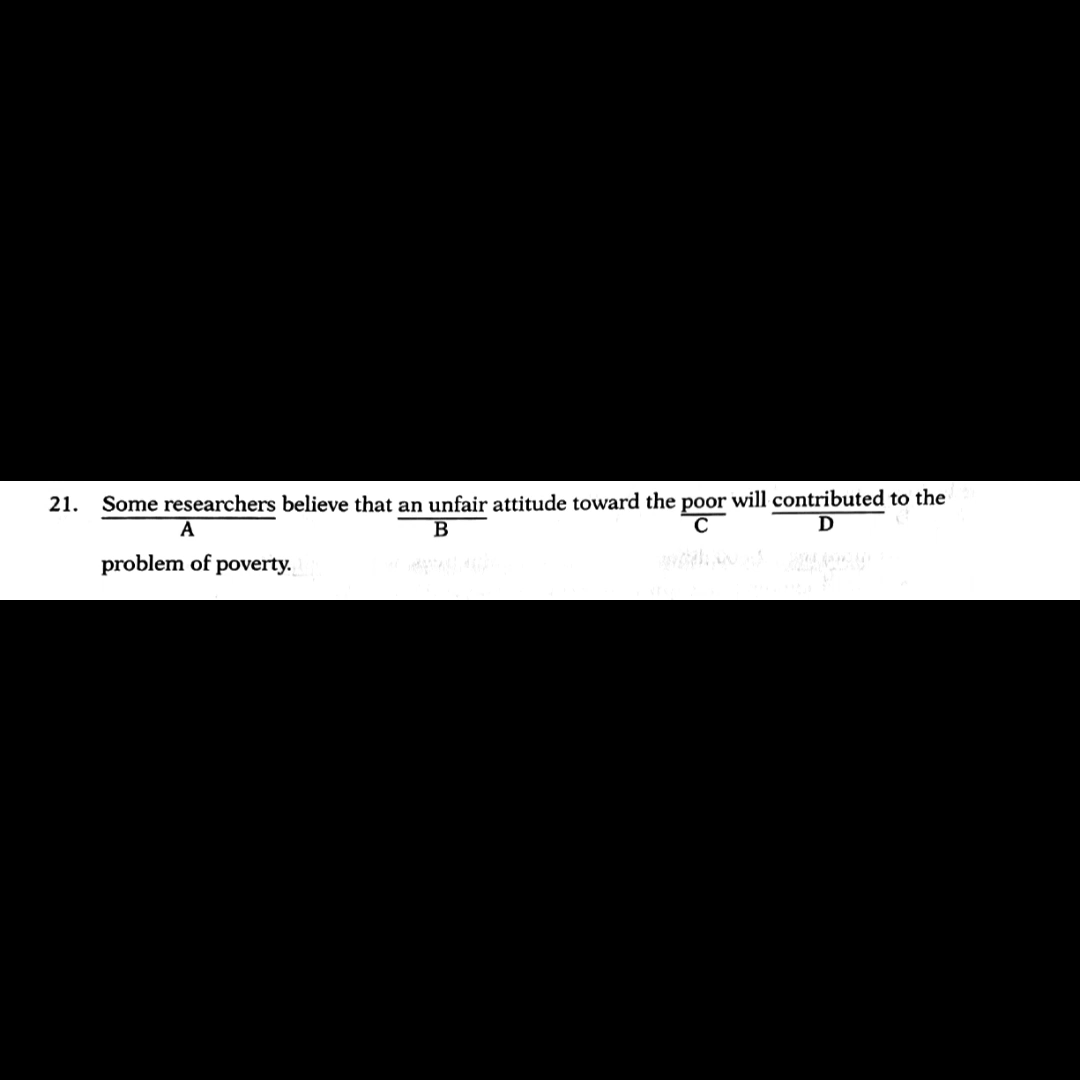 21. Some researchers believe that an unfair attitude toward the poor will contributed to the
A B C D
problem of poverty.